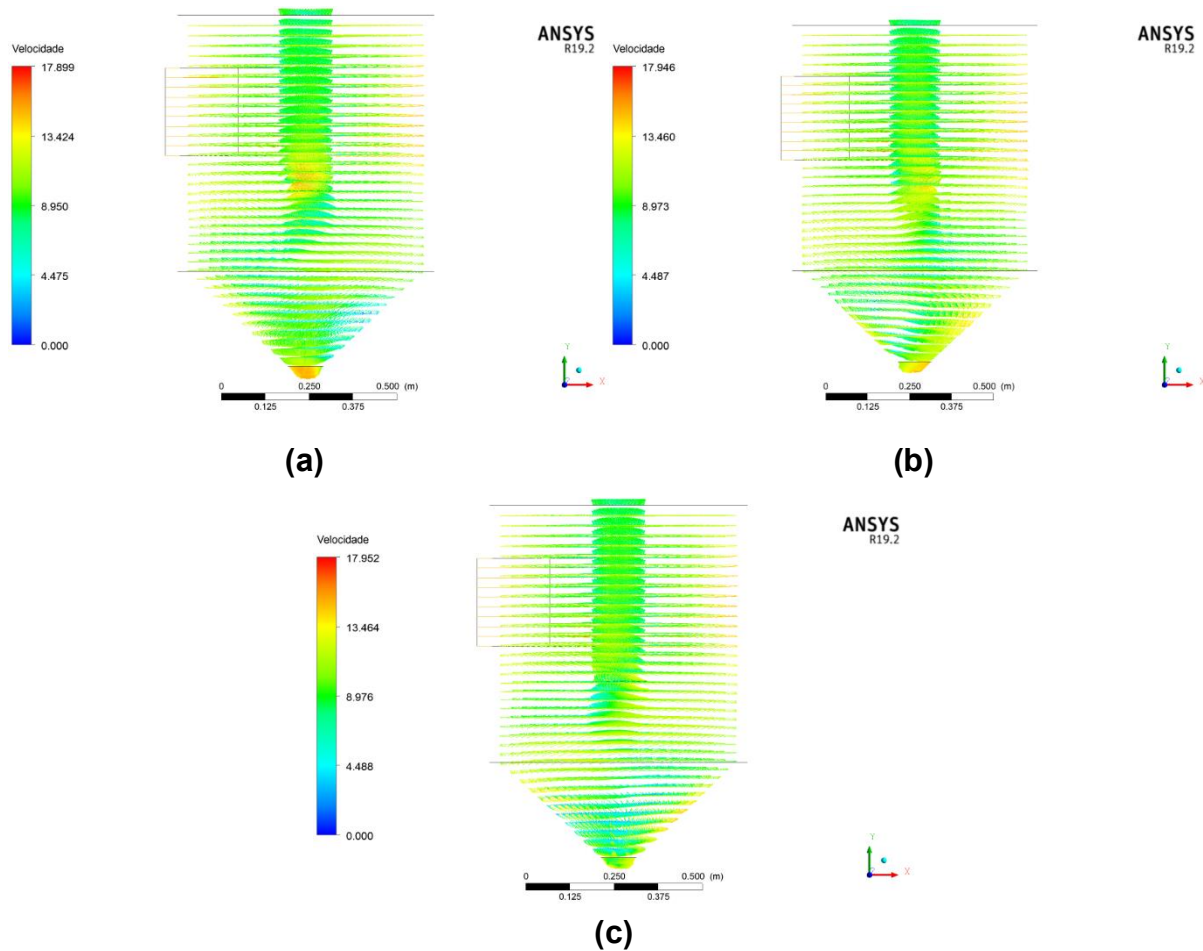 ANSYS
R19.2
Velocidade
17.899
13.424
8.950
4.475
0.000
Y
Z
X
0 0.250 0.500 (m)
0.125 0.375
(a)
ANSYS
R19.2
Velocidade
17.946
13.460
8.973
4.487
0.000
Y
Z
X
0 0.250 0.500 (m)
0.125 0.375
(b)
ANSYS
R19.2
Velocidade
17.952
13.464
8.976
4.488
0.000
Y
Z
X
0 0.250 0.500 (m)
0.125 0.375
(c)